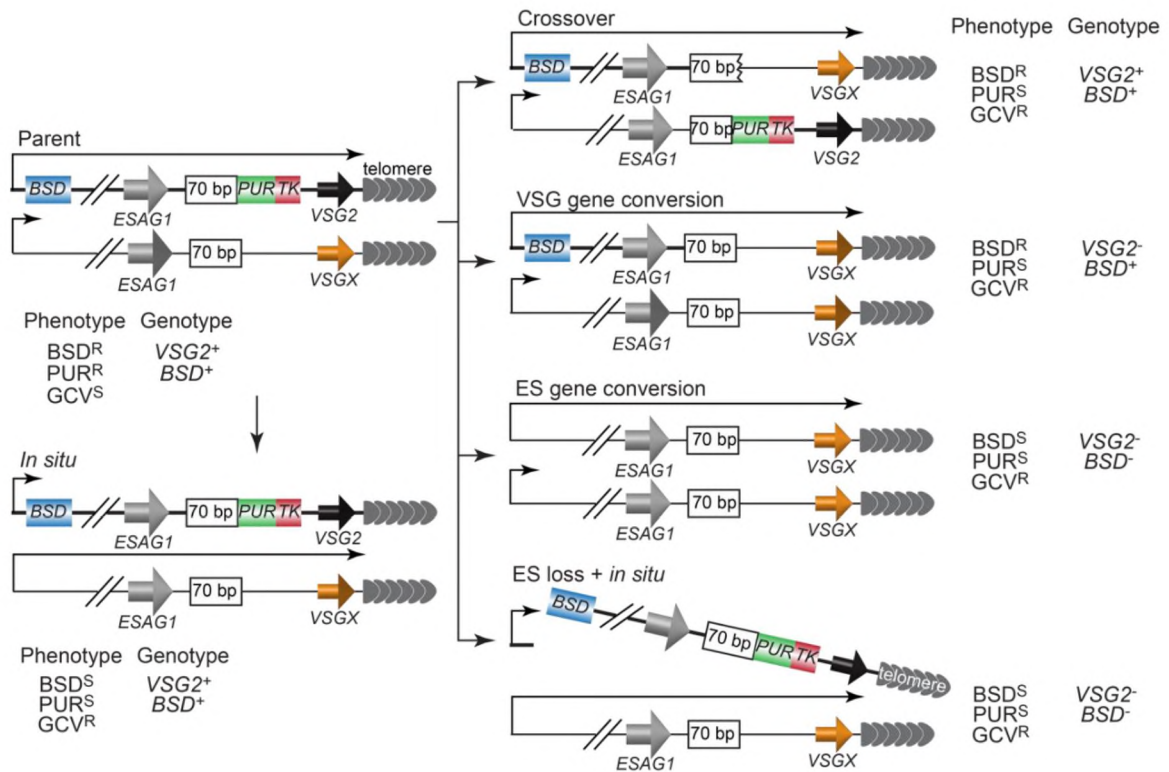 Parent
BSD
ESAG1
70 bp
PUR TK
VSG2
telomere
ESAG1
70 bp
VSGX
Phenotype Genotype
BSDR VSG2+
PURR BSD+
GCVS
In situ
BSD
ESAG1
70 bp
PUR TK
VSG2
ESAG1
70 bp
VSGX
Phenotype Genotype
BSDS VSG2+
PURS BSD+
GCVR
Phenotype Genotype
Crossover
BSD
ESAG1
70 bp
VSGX
ESAG1
70 bp
PUR TK
VSG2
BSDR VSG2+
PURS BSD+
GCVR
VSG gene conversion
BSD
ESAG1
70 bp
VSGX
ESAG1
70 bp
VSGX
BSDR VSG2-
PURS BSD+
GCVR
ES gene conversion
ESAG1
70 bp
VSGX
ESAG1
70 bp
VSGX
BSDS VSG2-
PURS BSD-
GCVR
ES loss + in situ
BSD
70 bp
PUR TK
telomere
ESAG1
70 bp
VSGX
BSDS VSG2-
PURS BSD-
GCVR